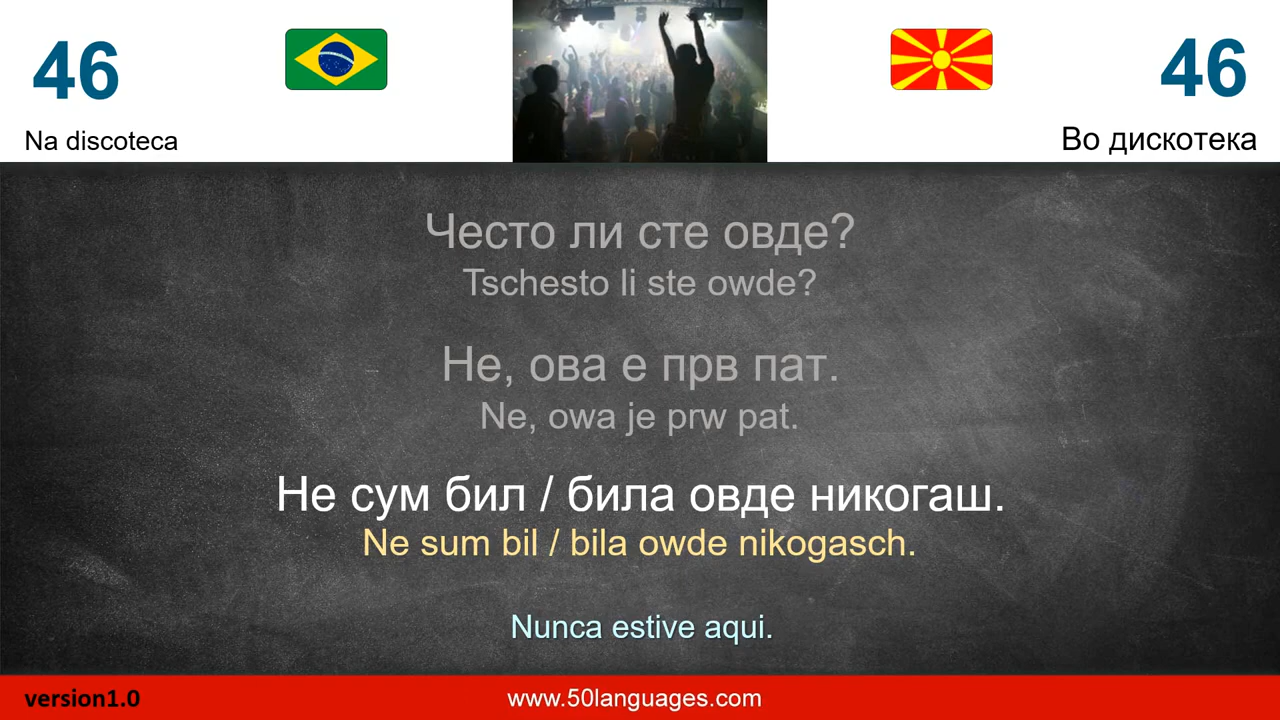 46
46
Na discoteca
Во дискотека
Често ли сте овде?
Tschesto li ste owde?
Не, ова е прв пат.
Ne, owa je prw pat.
Не сум бил / била овде никогаш.
Ne sum bil / bila owde nikogasch.
Nunca estive aqui.
version1.0
www.50languages.com